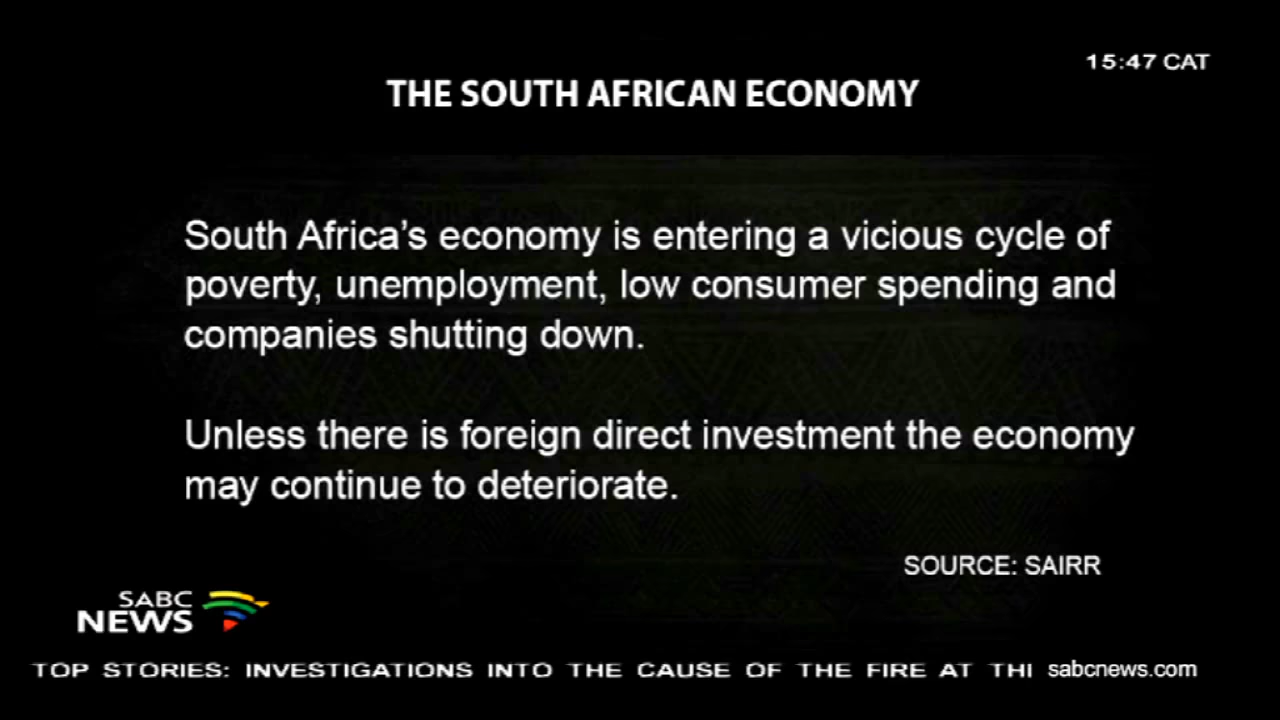 15:47 CAT
THE SOUTH AFRICAN ECONOMY
South Africa's economy is entering a vicious cycle of
poverty, unemployment, low consumer spending and
companies shutting down.
Unless there is foreign direct investment the economy
may continue to deteriorate.
SOURCE: SAIRR
SABC
NEWS
TOP STORIES: INVESTIGATIONS INTO THE CAUSE OF THE FIRE AT THI sabcnews.com